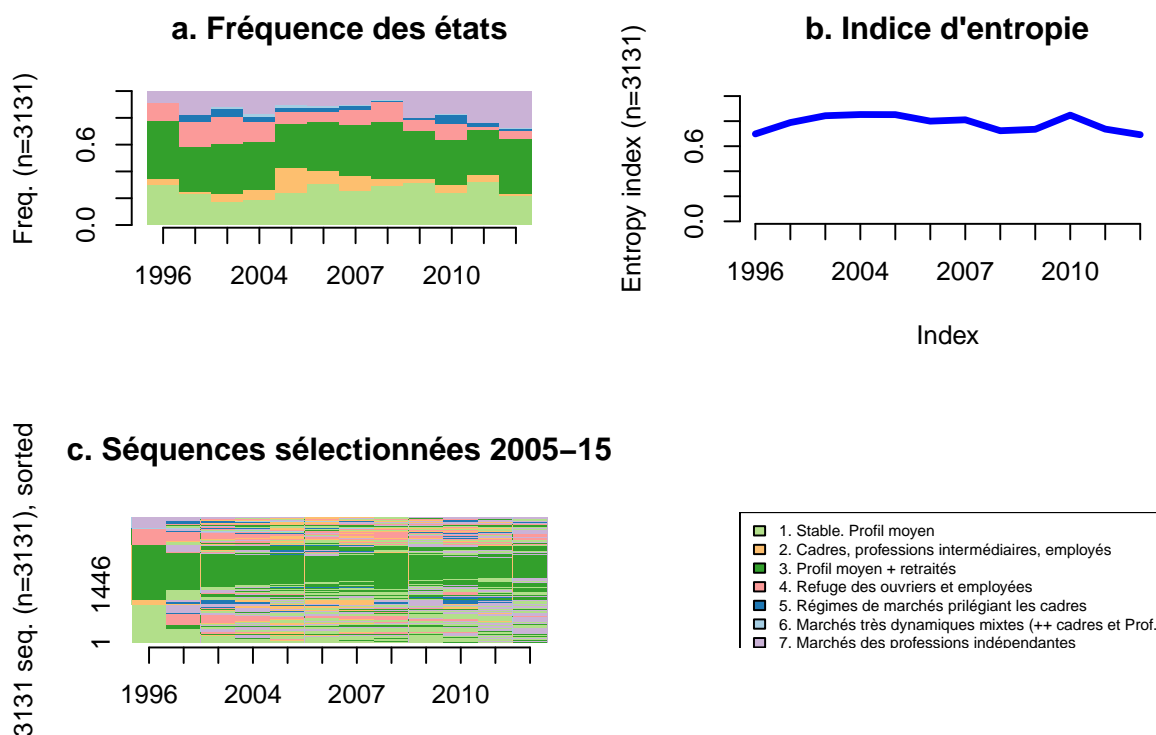 a. Fréquence des états
Freq. (n=3131)
0.0
0.6
1996
2004
2007
2010
b. Indice d'entropie
Entropy index (n=3131)
0.0
0.6
1996
2004
2007
2010
Index
c. Séquences sélectionnées 2005–15
3131 seq. (n=3131), sorted
1
1446
1996
2004
2007
2010
1. Stable. Profil moyen
2. Cadres, professions intermédiaires, employés
3. Profil moyen + retraités
4. Refuge des ouvriers et employées
5. Régimes de marchés prilégiant les cadres
6. Marchés très dynamiques mixtes (++ cadres et Prof.
7. Marchés des professions indépendantes